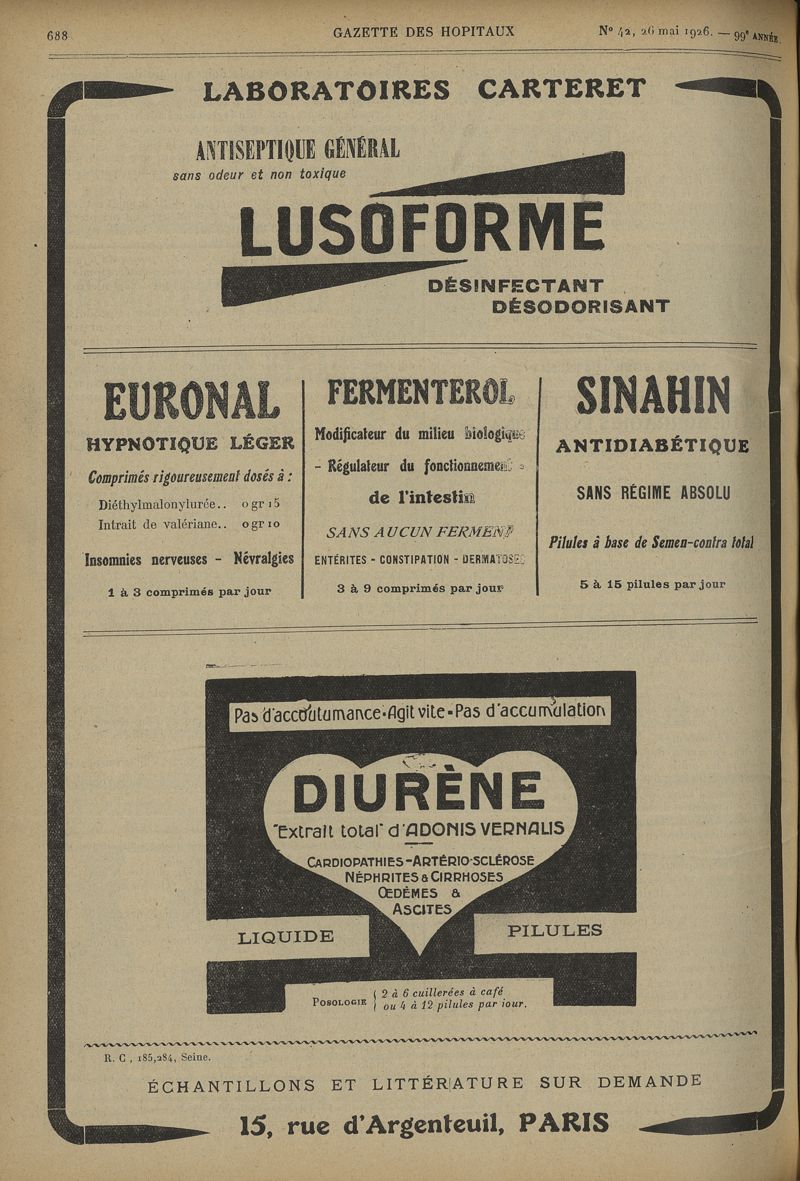 688
GAZETTE DES HOPITAUX
N° 42, 26 mai 1926. — 99e ANNÉE
LABORATOIRES CARTERET
ANTISEPTIQUE GÉNÉRAL
sans odeur et non toxique
LUSOFORME
DÉSINFECTANT
DÉSODORISANT
EURONAL
HYPNOTIQUE LÉGER
Comprimés rigoureusement dosés à :
Diéthylmalonylurée.. 0 gr 15
Intrait de valériane.. 0 gr 10
Insomnies nerveuses - Névralgies
1 à 3 comprimés par jour
FERMENTEROL
Modificateur du milieu biologique
- Régulateur du fonctionnement -
de l'intestin
SANS AUCUN FERMENT
ENTÉRITES - CONSTIPATION - DERMATOSES
3 à 9 comprimés par jour
SINAHIN
ANTIDIABÉTIQUE
SANS RÉGIME ABSOLU
Pilules à base de Semen-contra total
5 à 15 pilules par jour
Pas d'accoutumance-Agit vite-Pas d'accumulation
DIURÈNE
"Extrait total" d'ADONIS VERNALIS
CARDIOPATHIES-ARTÉRIO-SCLÉROSE
NÉPHRITES & CIRRHOSES
ŒDÈMES &
ASCITES
LIQUIDE
PILULES
POSOLOGIE { 2 à 6 cuillerées à café
ou 4 à 12 pilules par jour.
R. C, 185,284, Seine.
ÉCHANTILLONS ET LITTÉRATURE SUR DEMANDE
15, rue d'Argenteuil, PARIS